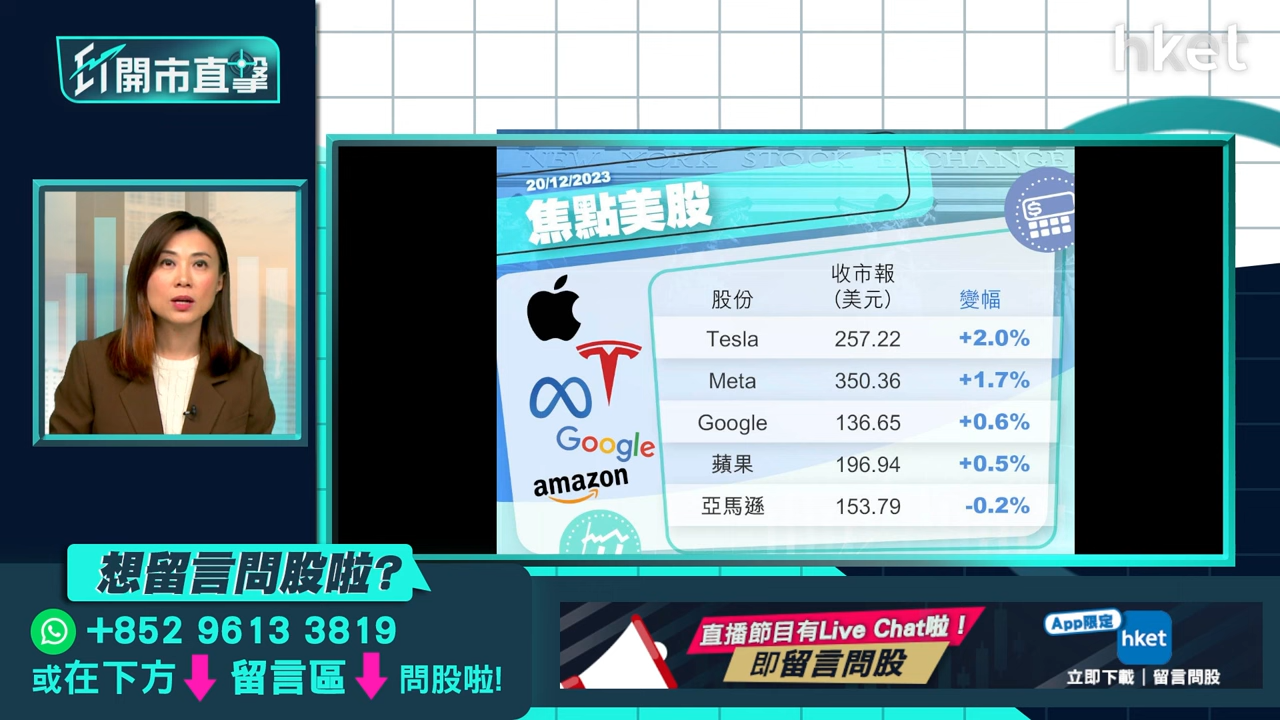 開市直擊
hket
NEW YORK STOCK EXCHANGE
20/12/2023
焦點美股
股份 收市報(美元) 變幅
Tesla 257.22 +2.0%
Meta 350.36 +1.7%
Google 136.65 +0.6%
蘋果 196.94 +0.5%
亞馬遜 153.79 -0.2%
Google
amazon
想留言問股啦?
+852 9613 3819
或在下方 留言區 問股啦!
直播節目有Live Chat啦！
即留言問股
App限定
hket
立即下載｜留言問股